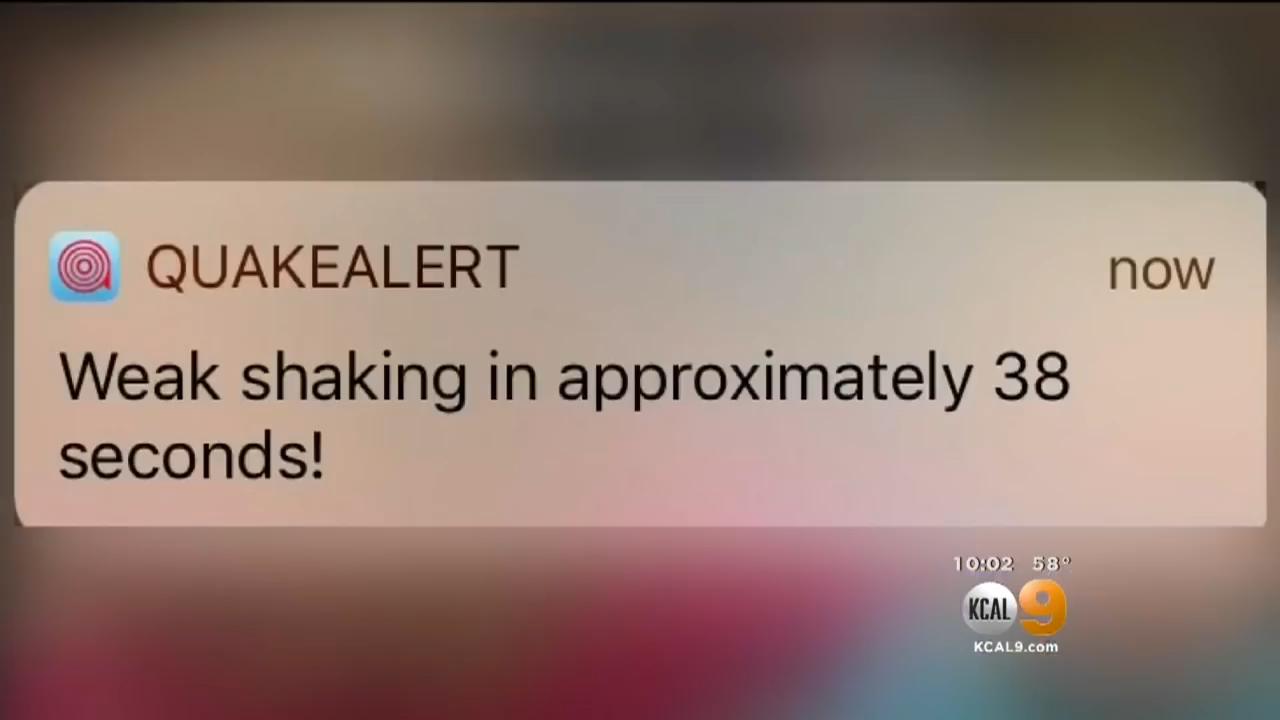 QUAKEALERT
now
Weak shaking in approximately 38
seconds!
10:02 58°
KCAL 9
KCAL9.com